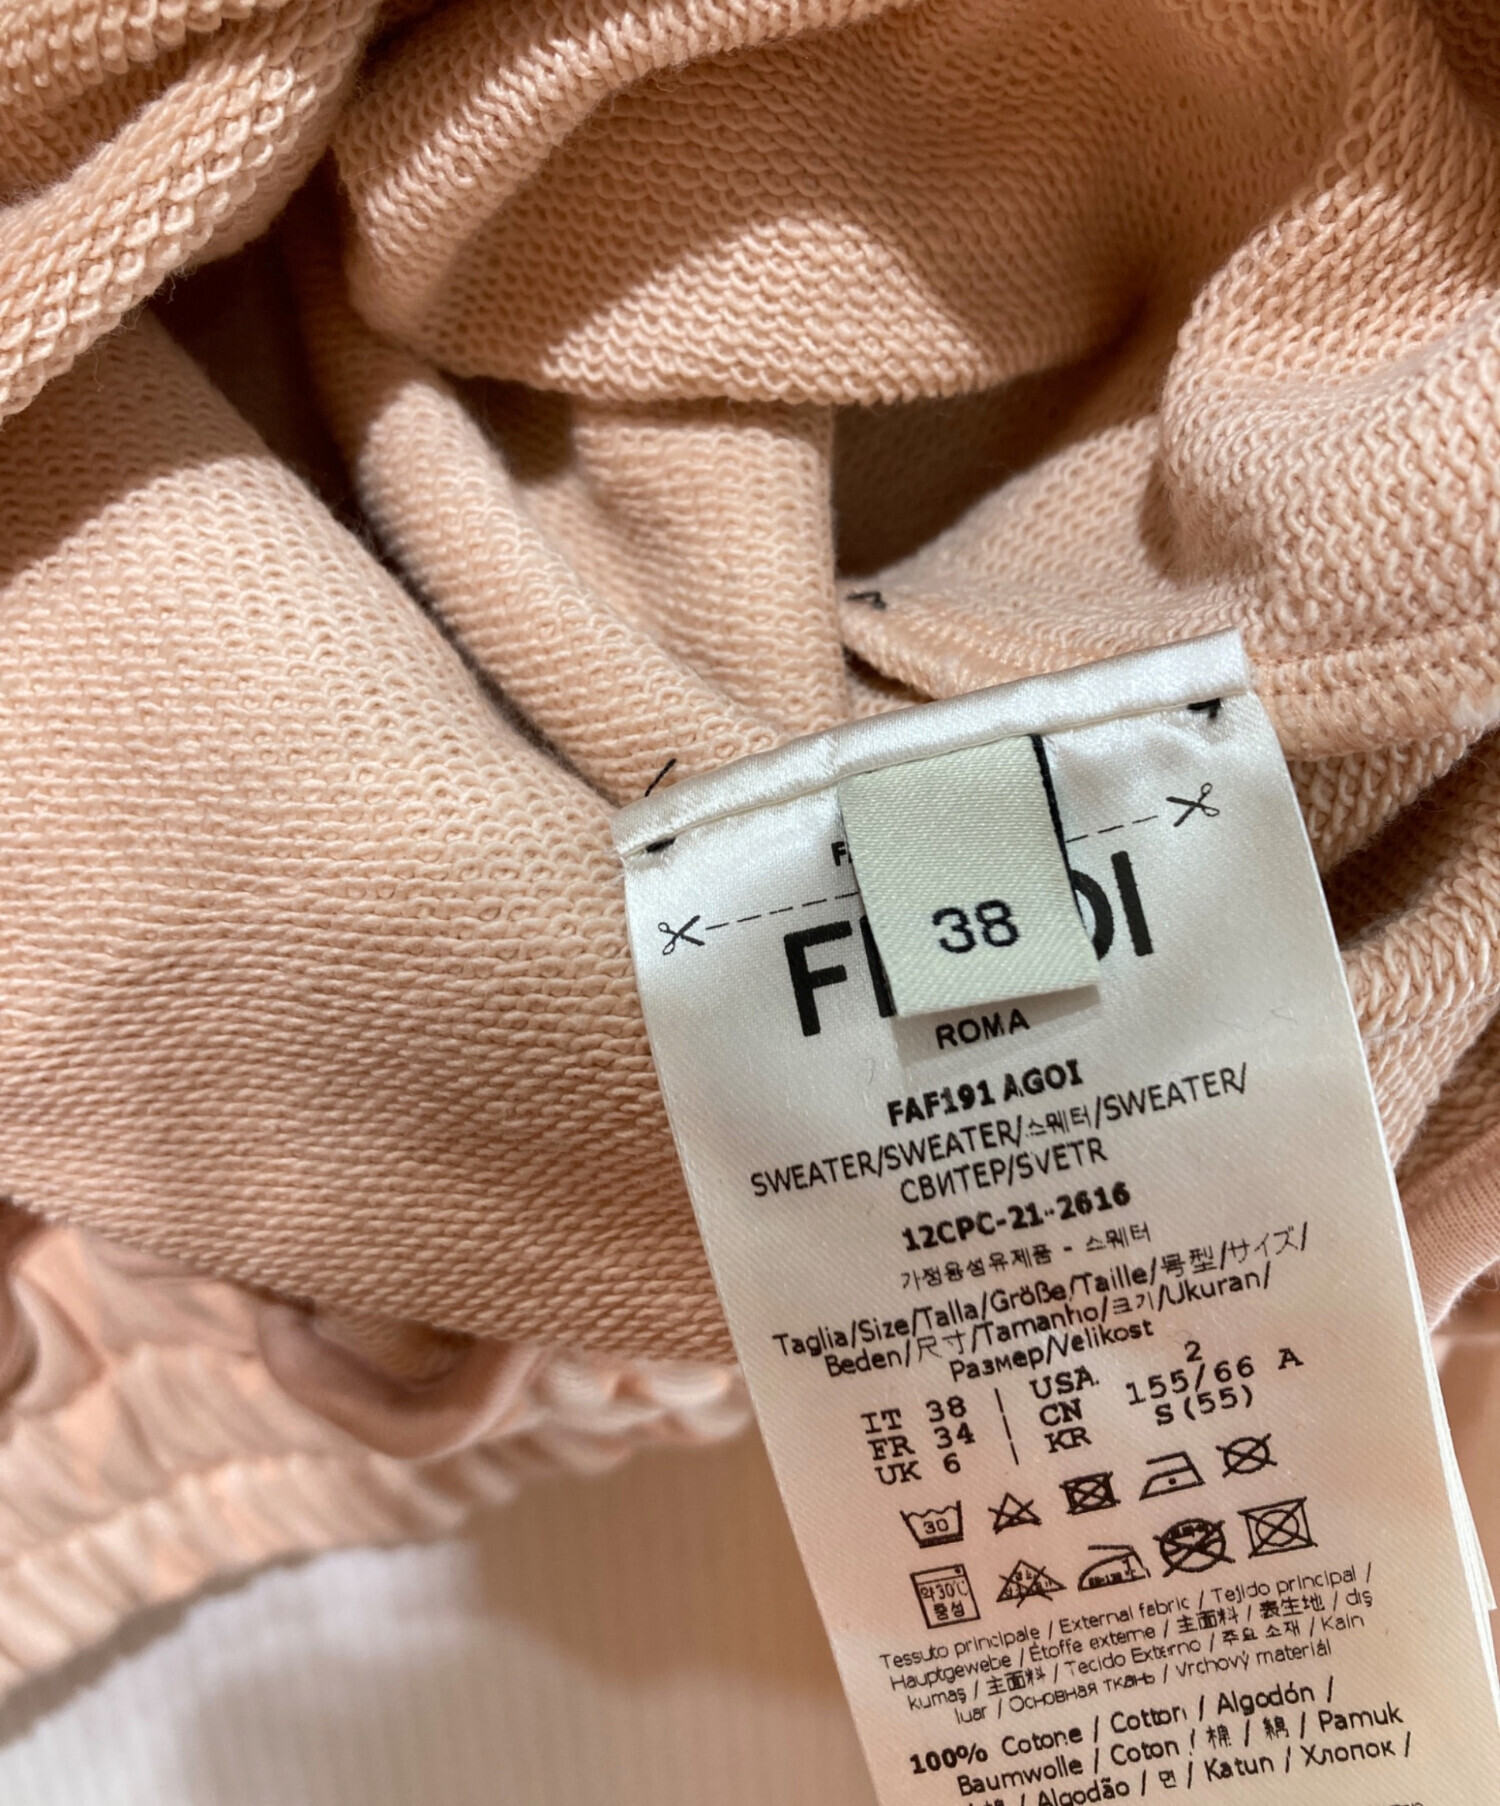 38
ROMA
FAF191 AGOI
SWEATER/SWEATER/스웨터/SWEATER/
СВИТЕР/SVETR
12CPC-21-2616
가정용섬유제품 - 스웨터
Taglia/Size/Talla/Größe/Taille/号型/サイズ/
Beden/尺寸/Tamanho/크기/Ukuran/
Размер/Velikost
2
IT 38 | USA 155/66 A
FR 34 | CN S(55)
UK 6 | KR
30
약30℃
중성
Tessuto principale / External fabric / Tejido principal /
Hauptgewebe / Étoffe externe / 主面料 / 表生地 / dış
kumaş / 主面料 / Tecido Externo / 주요 소재 / Kain
luar / Основная ткань / Vrchový materiál
100% Cotone / Cotton / Algodón /
Baumwolle / Coton / 棉 / 綿 / Pamuk
/ 棉 / Algodão / 면 / Katun / Хлопок /